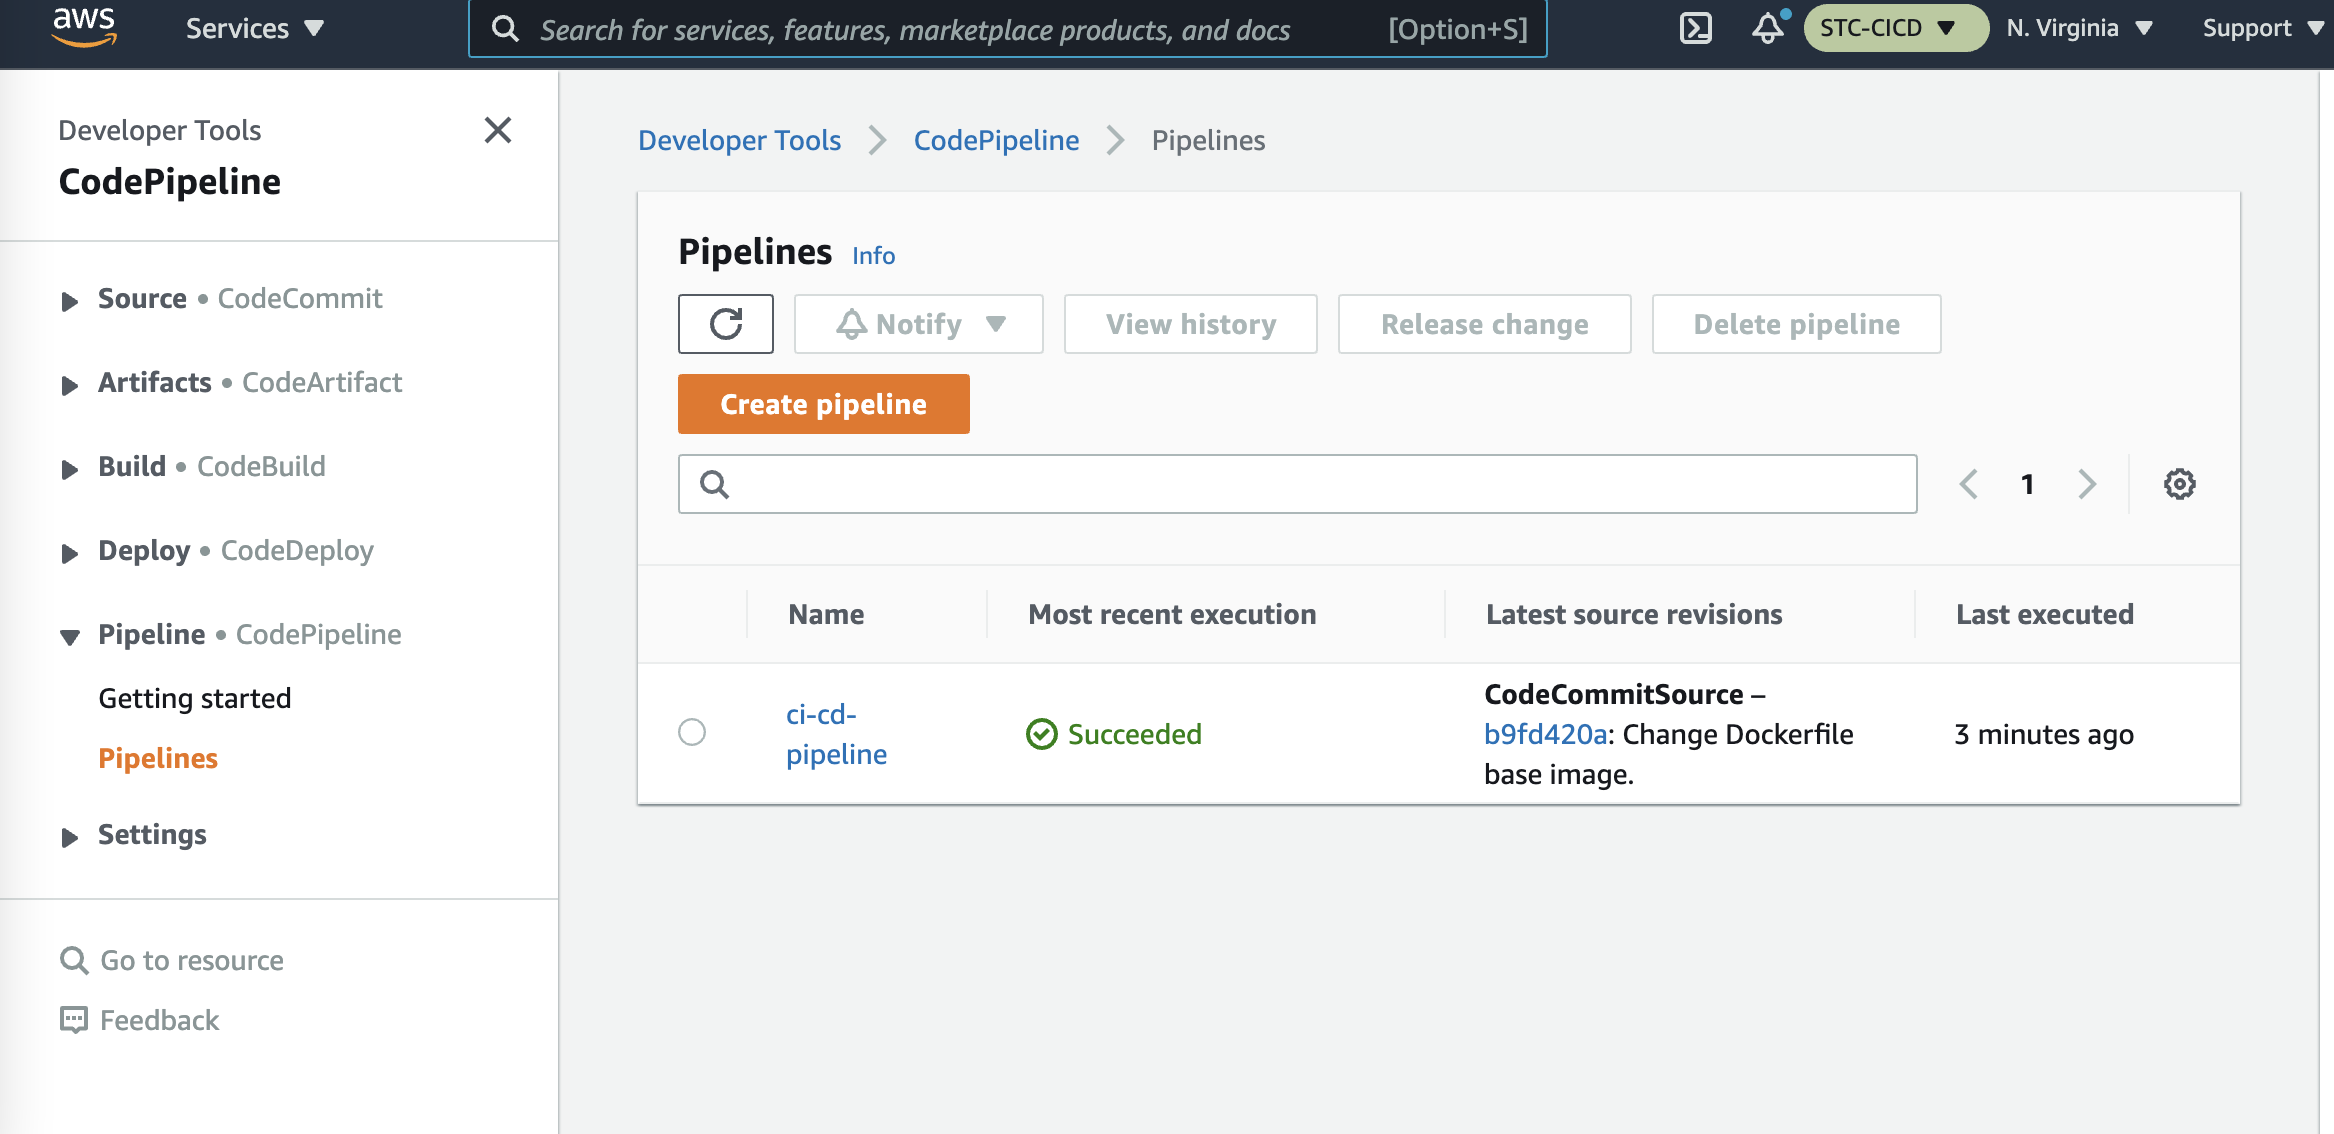 aws
Services
Search for services, features, marketplace products, and docs [Option+S]
STC-CICD
N. Virginia
Support
Developer Tools
CodePipeline
Source • CodeCommit
Artifacts • CodeArtifact
Build • CodeBuild
Deploy • CodeDeploy
Pipeline • CodePipeline
Getting started
Pipelines
Settings
Go to resource
Feedback
Developer Tools
CodePipeline
Pipelines
Pipelines Info
Notify
View history
Release change
Delete pipeline
Create pipeline
1
Name
Most recent execution
Latest source revisions
Last executed
ci-cd-
pipeline
Succeeded
CodeCommitSource –
b9fd420a: Change Dockerfile
base image.
3 minutes ago